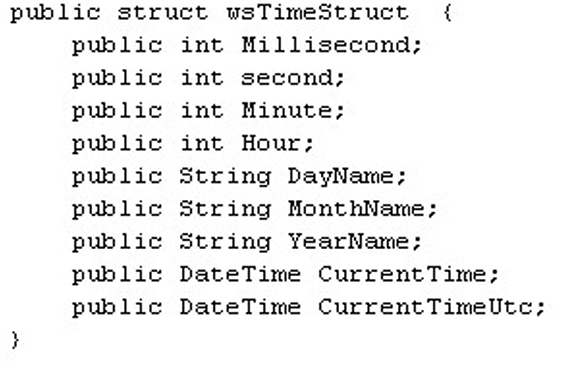 public struct wsTimeStruct  {
    public int Millisecond;
    public int second;
    public int Minute;
    public int Hour;
    public String DayName;
    public String MonthName;
    public String YearName;
    public DateTime CurrentTime;
    public DateTime CurrentTimeUtc;
}